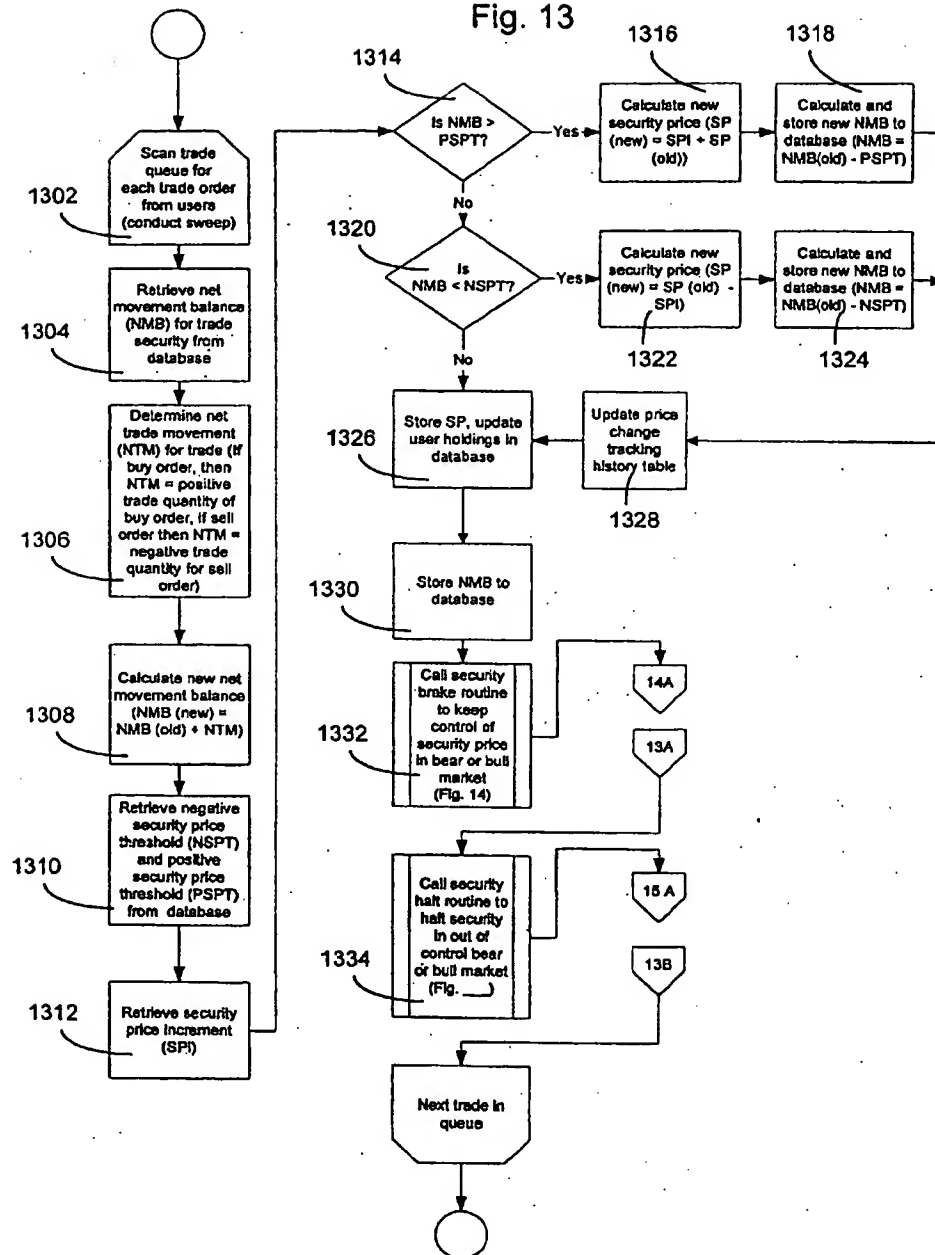 Fig. 13
Scan trade
queue for
each trade order
from users
(conduct sweep)
1302
Retrieve net
movement balance
(NMB) for trade
security from
database
1304
Determine net
trade movement
(NTM) for trade (If
buy order, then
NTM = positive
trade quantity of
buy order, if sell
order then NTM =
negative trade
quantity for sell
order)
1306
Calculate new net
movement balance
(NMB (new) =
NMB (old) + NTM)
1308
Retrieve negative
security price
threshold (NSPT)
and positive
security price
threshold (PSPT)
from database
1310
Retrieve security
price increment
(SPI)
1312
1314
Is NMB >
PSPT?
Yes
No
1316
Calculate new
security price (SP
(new) = SPI + SP
(old))
1318
Calculate and
store new NMB to
database (NMB =
NMB(old) - PSPT)
1320
Is
NMB < NSPT?
Yes
No
Calculate new
security price (SP
(new) = SP (old) -
SPI)
1322
Calculate and
store new NMB to
database (NMB =
NMB(old) - NSPT)
1324
Store SP, update
user holdings in
database
1326
Update price
change
tracking
history table
1328
Store NMB to
database
1330
Call security
brake routine
to keep
control of
security price
in bear or bull
market
(Fig. 14)
1332
14A
13A
Call security
halt routine to
halt security
in out of
control bear
or bull market
(Fig. ___)
1334
15 A
13B
Next trade in
queue